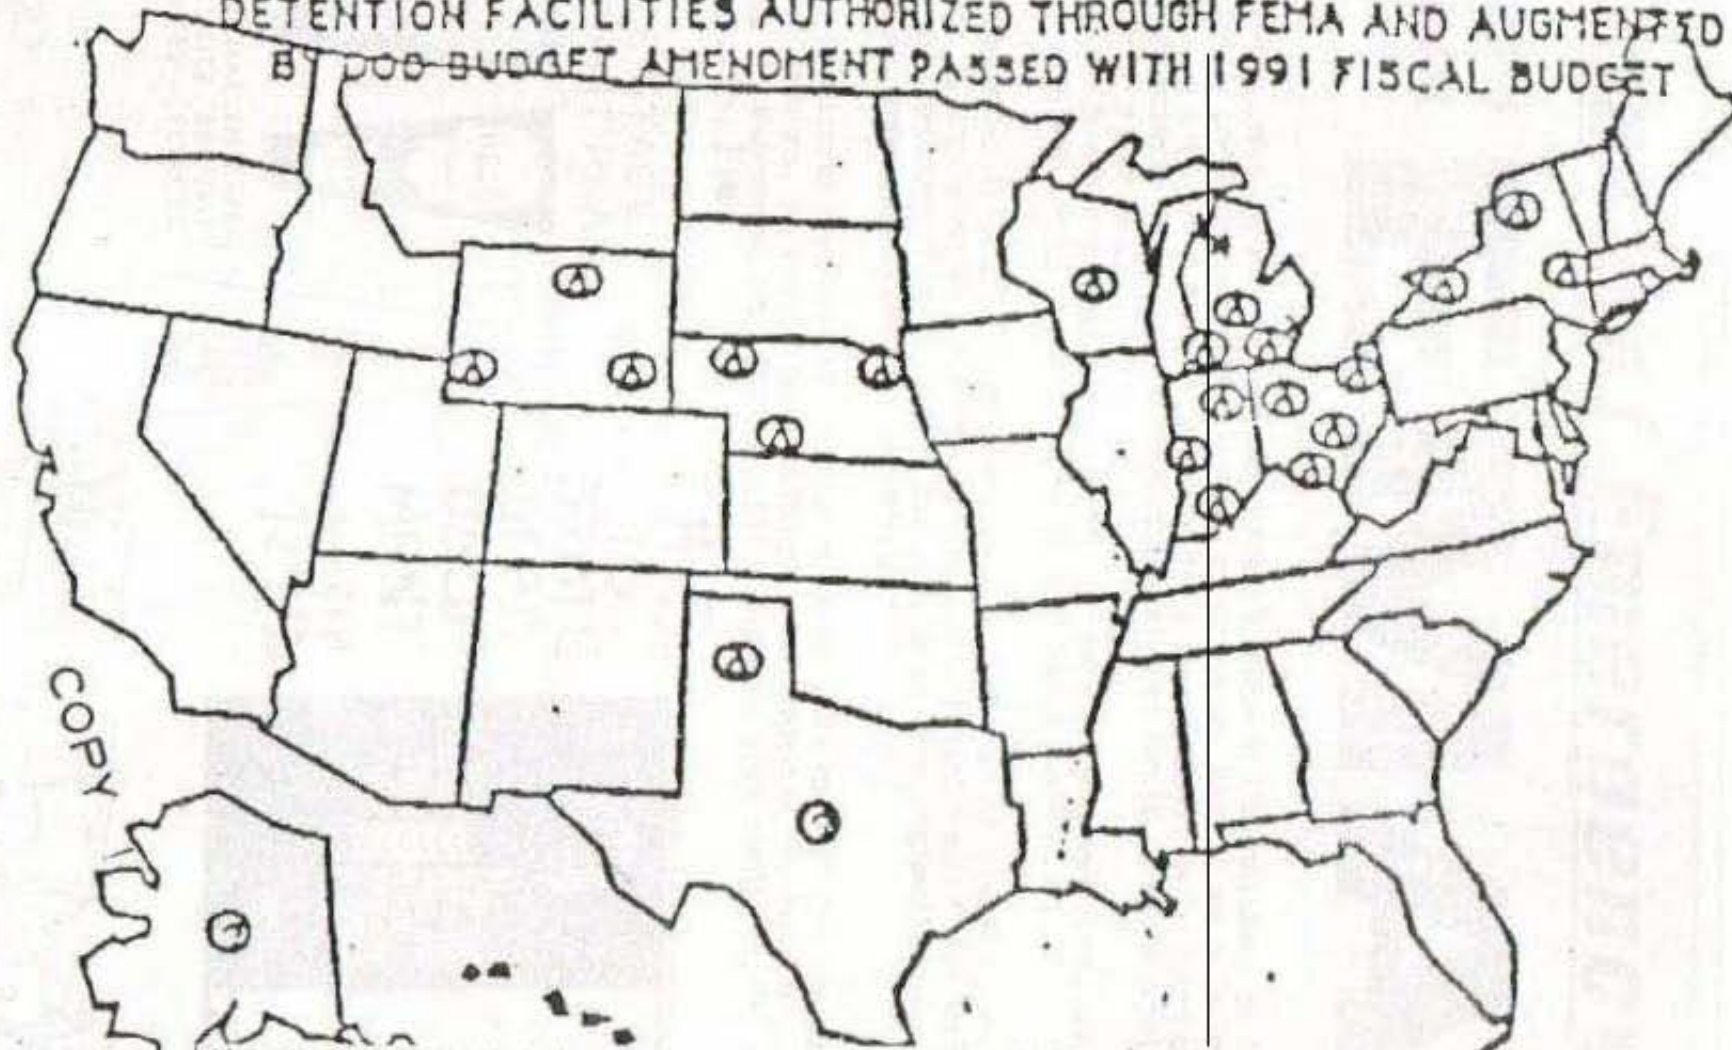 DETENTION FACILITIES AUTHORIZED THROUGH FEMA AND AUGMENTED
BY DOD BUDGET AMENDMENT PASSED WITH 1991 FISCAL BUDGET
COPY